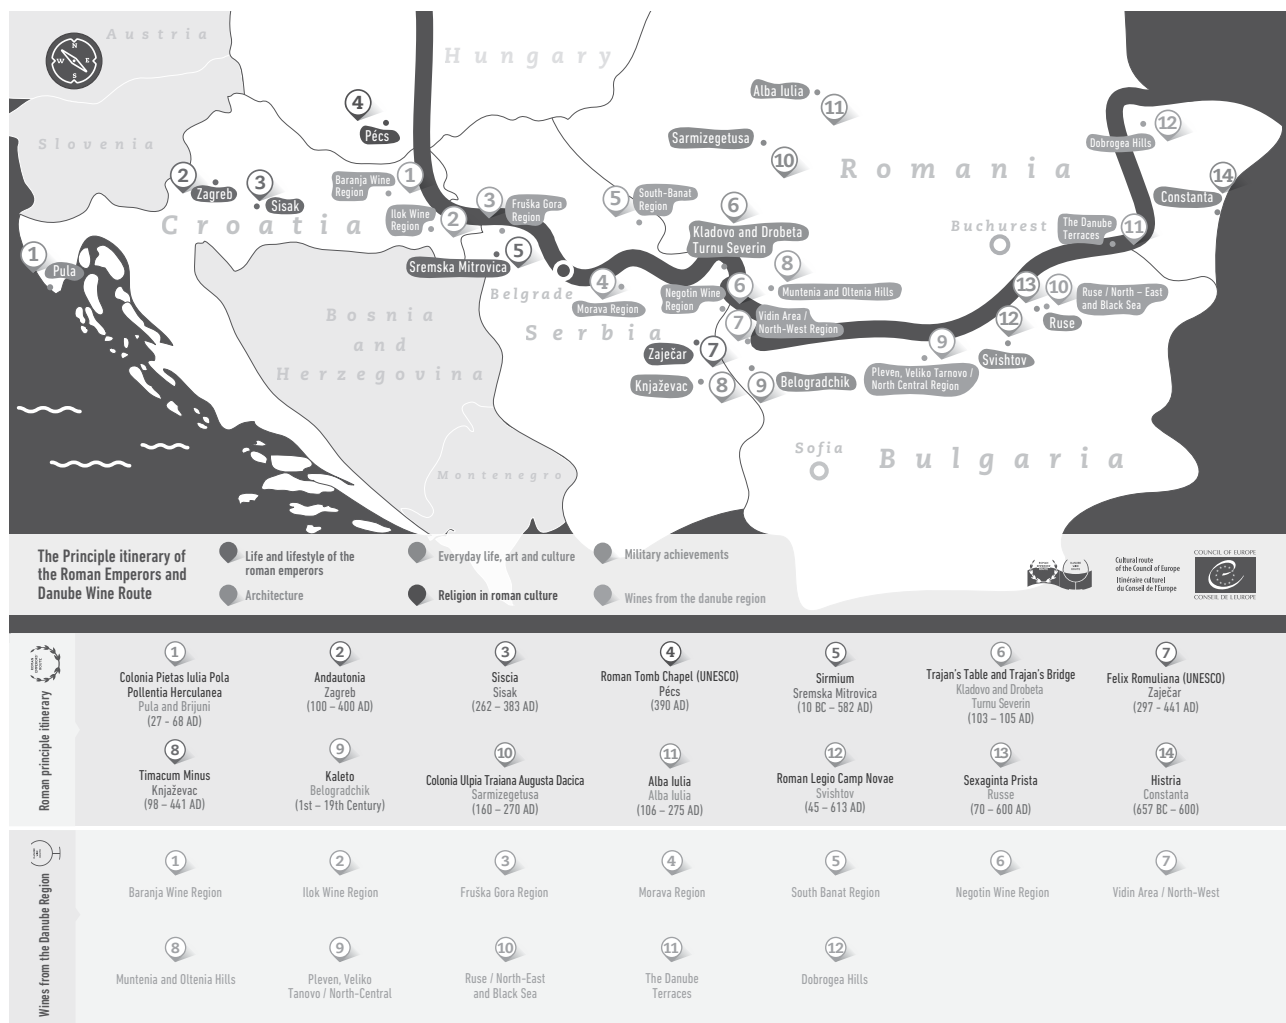 Austria
Hungary
N
W
E
S
Slovenia
4
Pécs
Alba Iulia
11
Sarmizegetusa
10
Romania
12
Dobrogea Hills
2
Zagreb
3
Sisak
Baranja Wine
Region
1
Croatia
Ilok Wine
Region
2
3
Fruška Gora
Region
5
South-Banat
Region
6
Kladovo and Drobeta
Turnu Severin
14
Constanta
Buchurest
The Danube
Terraces
11
1
Pula
Sremska Mitrovica
5
Belgrade
4
Morava Region
8
Muntenia and Oltenia Hills
Negotin Wine
Region
6
13
10
Ruse / North – East
and Black Sea
Ruse
12
Svishtov
Bosnia
and
Herzegovina
Serbia
7
Vidin Area /
North-West Region
Zaječar
7
Knjaževac
8
9
Belogradchik
9
Pleven, Veliko Tarnovo /
North Central Region
Sofia
Bulgaria
Montenegro
The Principle itinerary of
the Roman Emperors and
Danube Wine Route
Life and lifestyle of the
roman emperors
Architecture
Everyday life, art and culture
Religion in roman culture
Military achievements
Wines from the danube region
Cultural route
of the Council of Europe
Itinéraire culturel
du Conseil de l'Europe
COUNCIL OF EUROPE
CONSEIL DE L'EUROPE
Roman principle itinerary
1
Colonia Pietas Iulia Pola
Pollentia Herculanea
Pula and Brijuni
(27 - 68 AD)
2
Andautonia
Zagreb
(100 – 400 AD)
3
Siscia
Sisak
(262 – 383 AD)
4
Roman Tomb Chapel (UNESCO)
Pécs
(390 AD)
5
Sirmium
Sremska Mitrovica
(10 BC – 582 AD)
6
Trajan's Table and Trajan's Bridge
Kladovo and Drobeta
Turnu Severin
(103 – 105 AD)
7
Felix Romuliana (UNESCO)
Zaječar
(297 - 441 AD)
8
Timacum Minus
Knjaževac
(98 – 441 AD)
9
Kaleto
Belogradichik
(1st – 19th Century)
10
Colonia Ulpia Traiana Augusta Dacica
Sarmizegetusa
(160 – 270 AD)
11
Alba Iulia
Alba Iulia
(106 – 275 AD)
12
Roman Legio Camp Novae
Svishtov
(45 – 613 AD)
13
Sexaginta Prista
Russe
(70 – 600 AD)
14
Histria
Constanta
(657 BC – 600)
Wines from the Danube Region
1
Baranja Wine Region
2
Ilok Wine Region
3
Fruška Gora Region
4
Morava Region
5
South Banat Region
6
Negotin Wine Region
7
Vidin Area / North-West
8
Muntenia and Oltenia Hills
9
Pleven, Veliko
Tanovo / North-Central
10
Ruse / North-East
and Black Sea
11
The Danube
Terraces
12
Dobrogea Hills